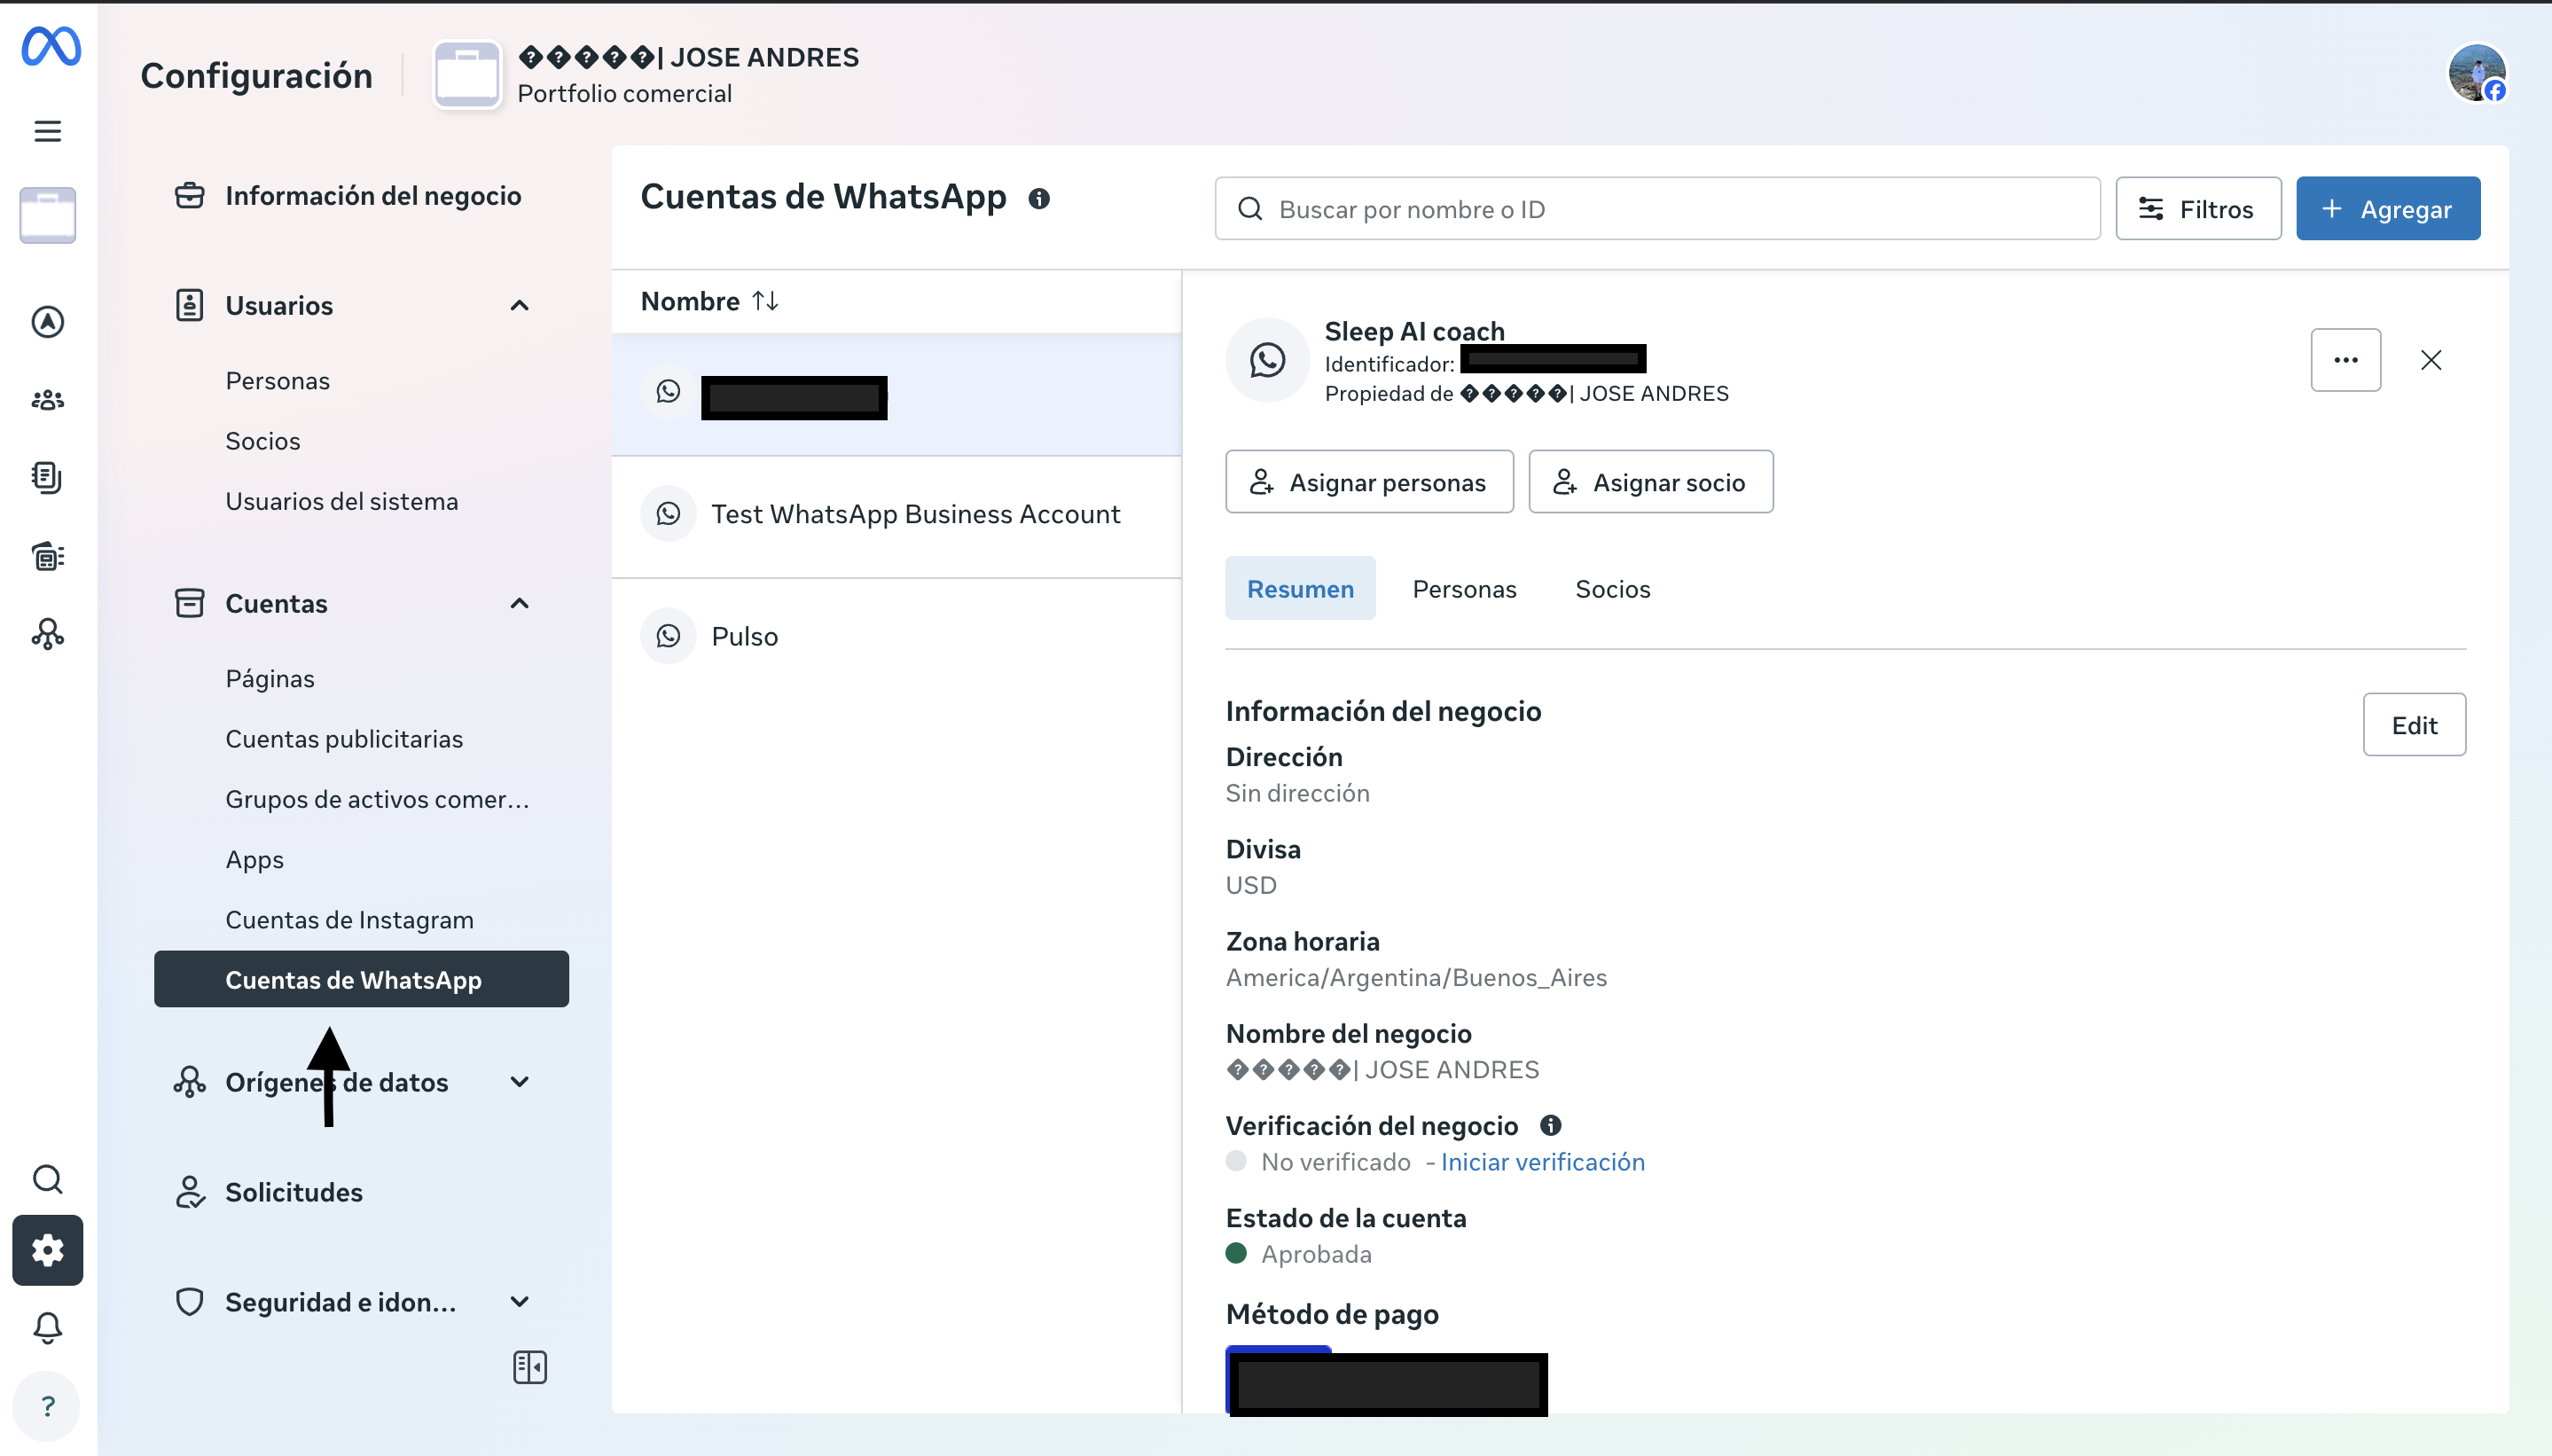 Configuración
�����| JOSE ANDRES
Portfolio comercial
Información del negocio
Usuarios
Personas
Socios
Usuarios del sistema
Cuentas
Páginas
Cuentas publicitarias
Grupos de activos comer...
Apps
Cuentas de Instagram
Cuentas de WhatsApp
Orígenes de datos
Solicitudes
Seguridad e idon...
?
Cuentas de WhatsApp
Buscar por nombre o ID
Filtros
+ Agregar
Nombre ↑↓
Test WhatsApp Business Account
Pulso
Sleep AI coach
Identificador:
Propiedad de �����| JOSE ANDRES
Asignar personas
Asignar socio
Resumen
Personas
Socios
Información del negocio
Edit
Dirección
Sin dirección
Divisa
USD
Zona horaria
America/Argentina/Buenos_Aires
Nombre del negocio
�����| JOSE ANDRES
Verificación del negocio
No verificado - Iniciar verificación
Estado de la cuenta
Aprobada
Método de pago